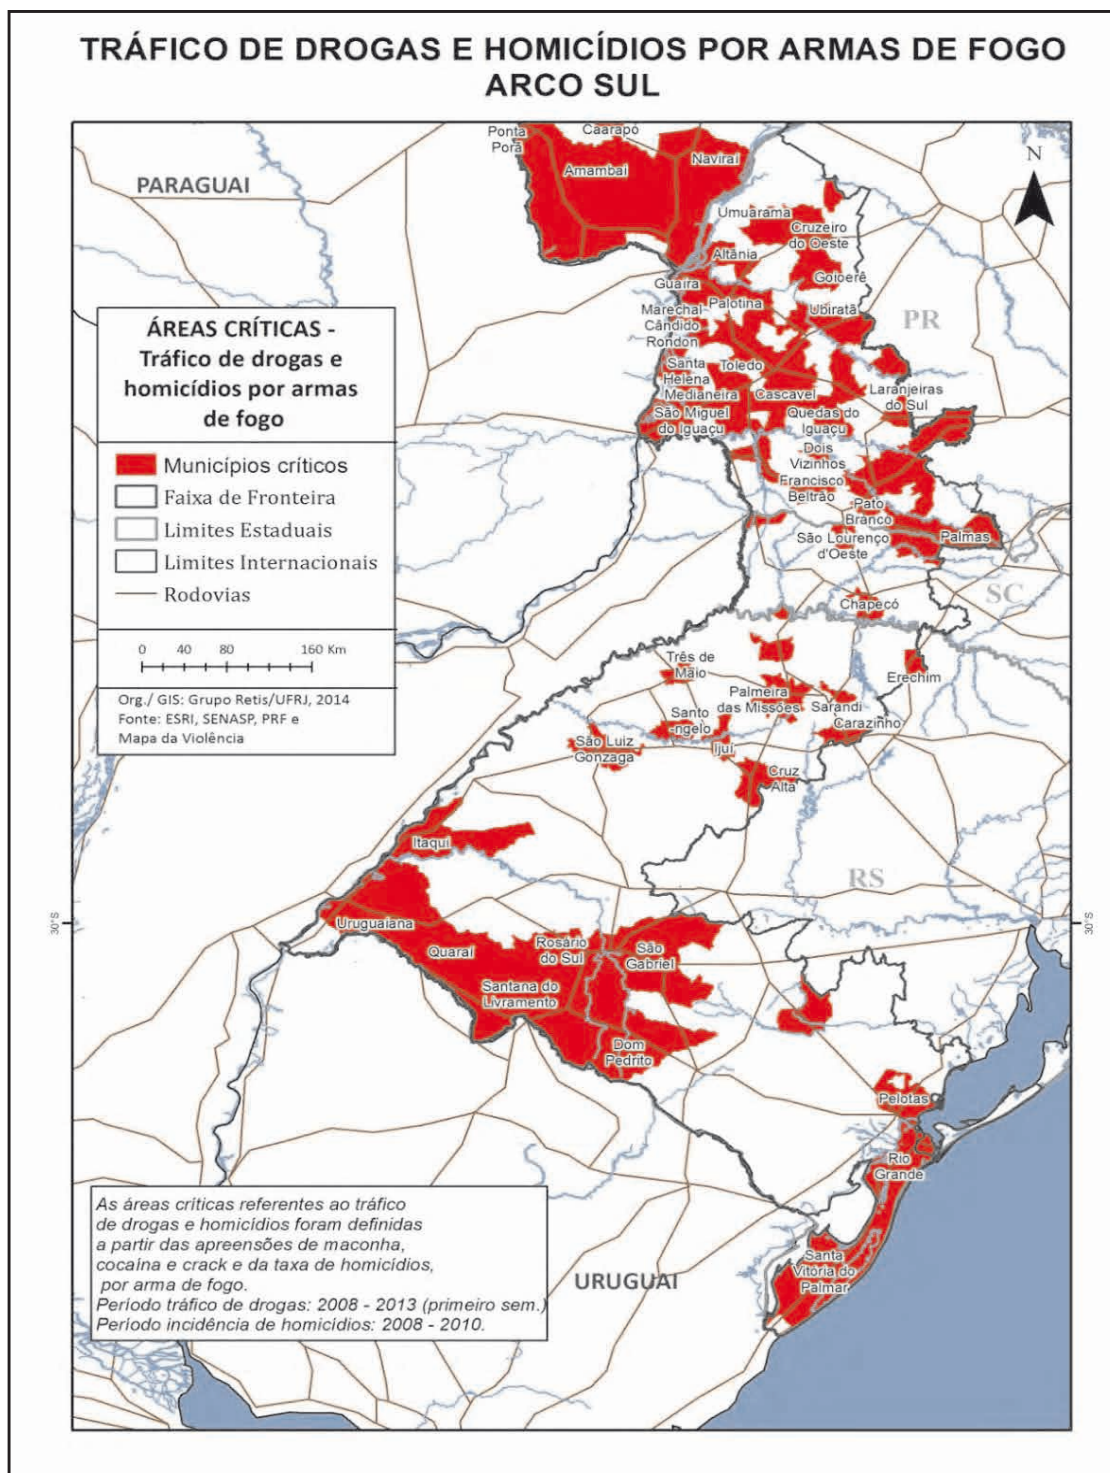 TRÁFICO DE DROGAS E HOMICÍDIOS POR ARMAS DE FOGO
ARCO SUL
Ponta
Porã
Caarapó
Amambai
Naviraí
PARAGUAI
N
Umuarama
Cruzeiro
do Oeste
Altânia
Goioerê
Guaíra
Palotina
Ubiratã
PR
Marechal
Cândido
Rondon
Santa
Helena
Toledo
Medianeira
Cascavel
Laranjeiras
do Sul
São Miguel
do Iguaçu
Quedas do
Iguaçu
Dois
Vizinhos
Francisco
Beltrão
Pato
Branco
São Lourenço
d'Oeste
Palmas
SC
Chapecó
Três de
Maio
Erechim
Palmeira
das Missões
Sarandi
Carazinho
Santo
ngelo
São Luiz
Gonzaga
Ijuí
Cruz
Alta
Itaqui
RS
30°S
30°S
Uruguaiana
Quaraí
Rosário
do Sul
São
Gabriel
Santana do
Livramento
Dom
Pedrito
Pelotas
Rio
Grande
Santa
Vitória do
Palmar
URUGUAI
ÁREAS CRÍTICAS -
Tráfico de drogas e
homicídios por armas
de fogo
Municípios críticos
Faixa de Fronteira
Limites Estaduais
Limites Internacionais
Rodovias
0 40 80 160 Km
Org./ GIS: Grupo Retis/UFRJ, 2014
Fonte: ESRI, SENASP, PRF e
Mapa da Violência
As áreas críticas referentes ao tráfico
de drogas e homicídios foram definidas
a partir das apreensões de maconha,
cocaína e crack e da taxa de homicídios,
por arma de fogo.
Período tráfico de drogas: 2008 - 2013 (primeiro sem.)
Período incidência de homicídios: 2008 - 2010.